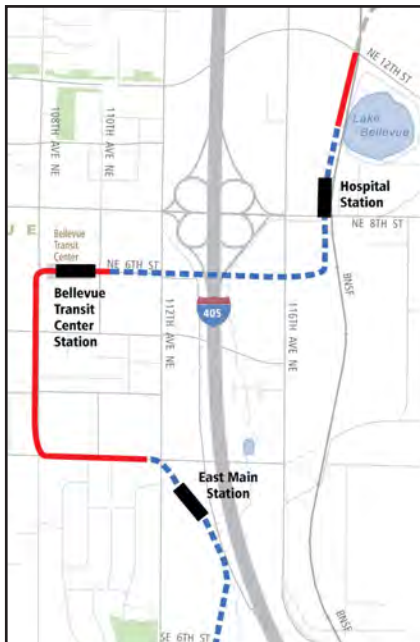 NE 12TH ST
108TH AVE NE
110TH AVE NE
Lake
Bellevue
Hospital
Station
U E
Bellevue
Transit
Center
NE 8TH ST
NE 6TH ST
Bellevue
Transit
Center
Station
112TH AVE NE
405
116TH AVE NE
BNSF
East Main
Station
BNSF
SE 6TH ST